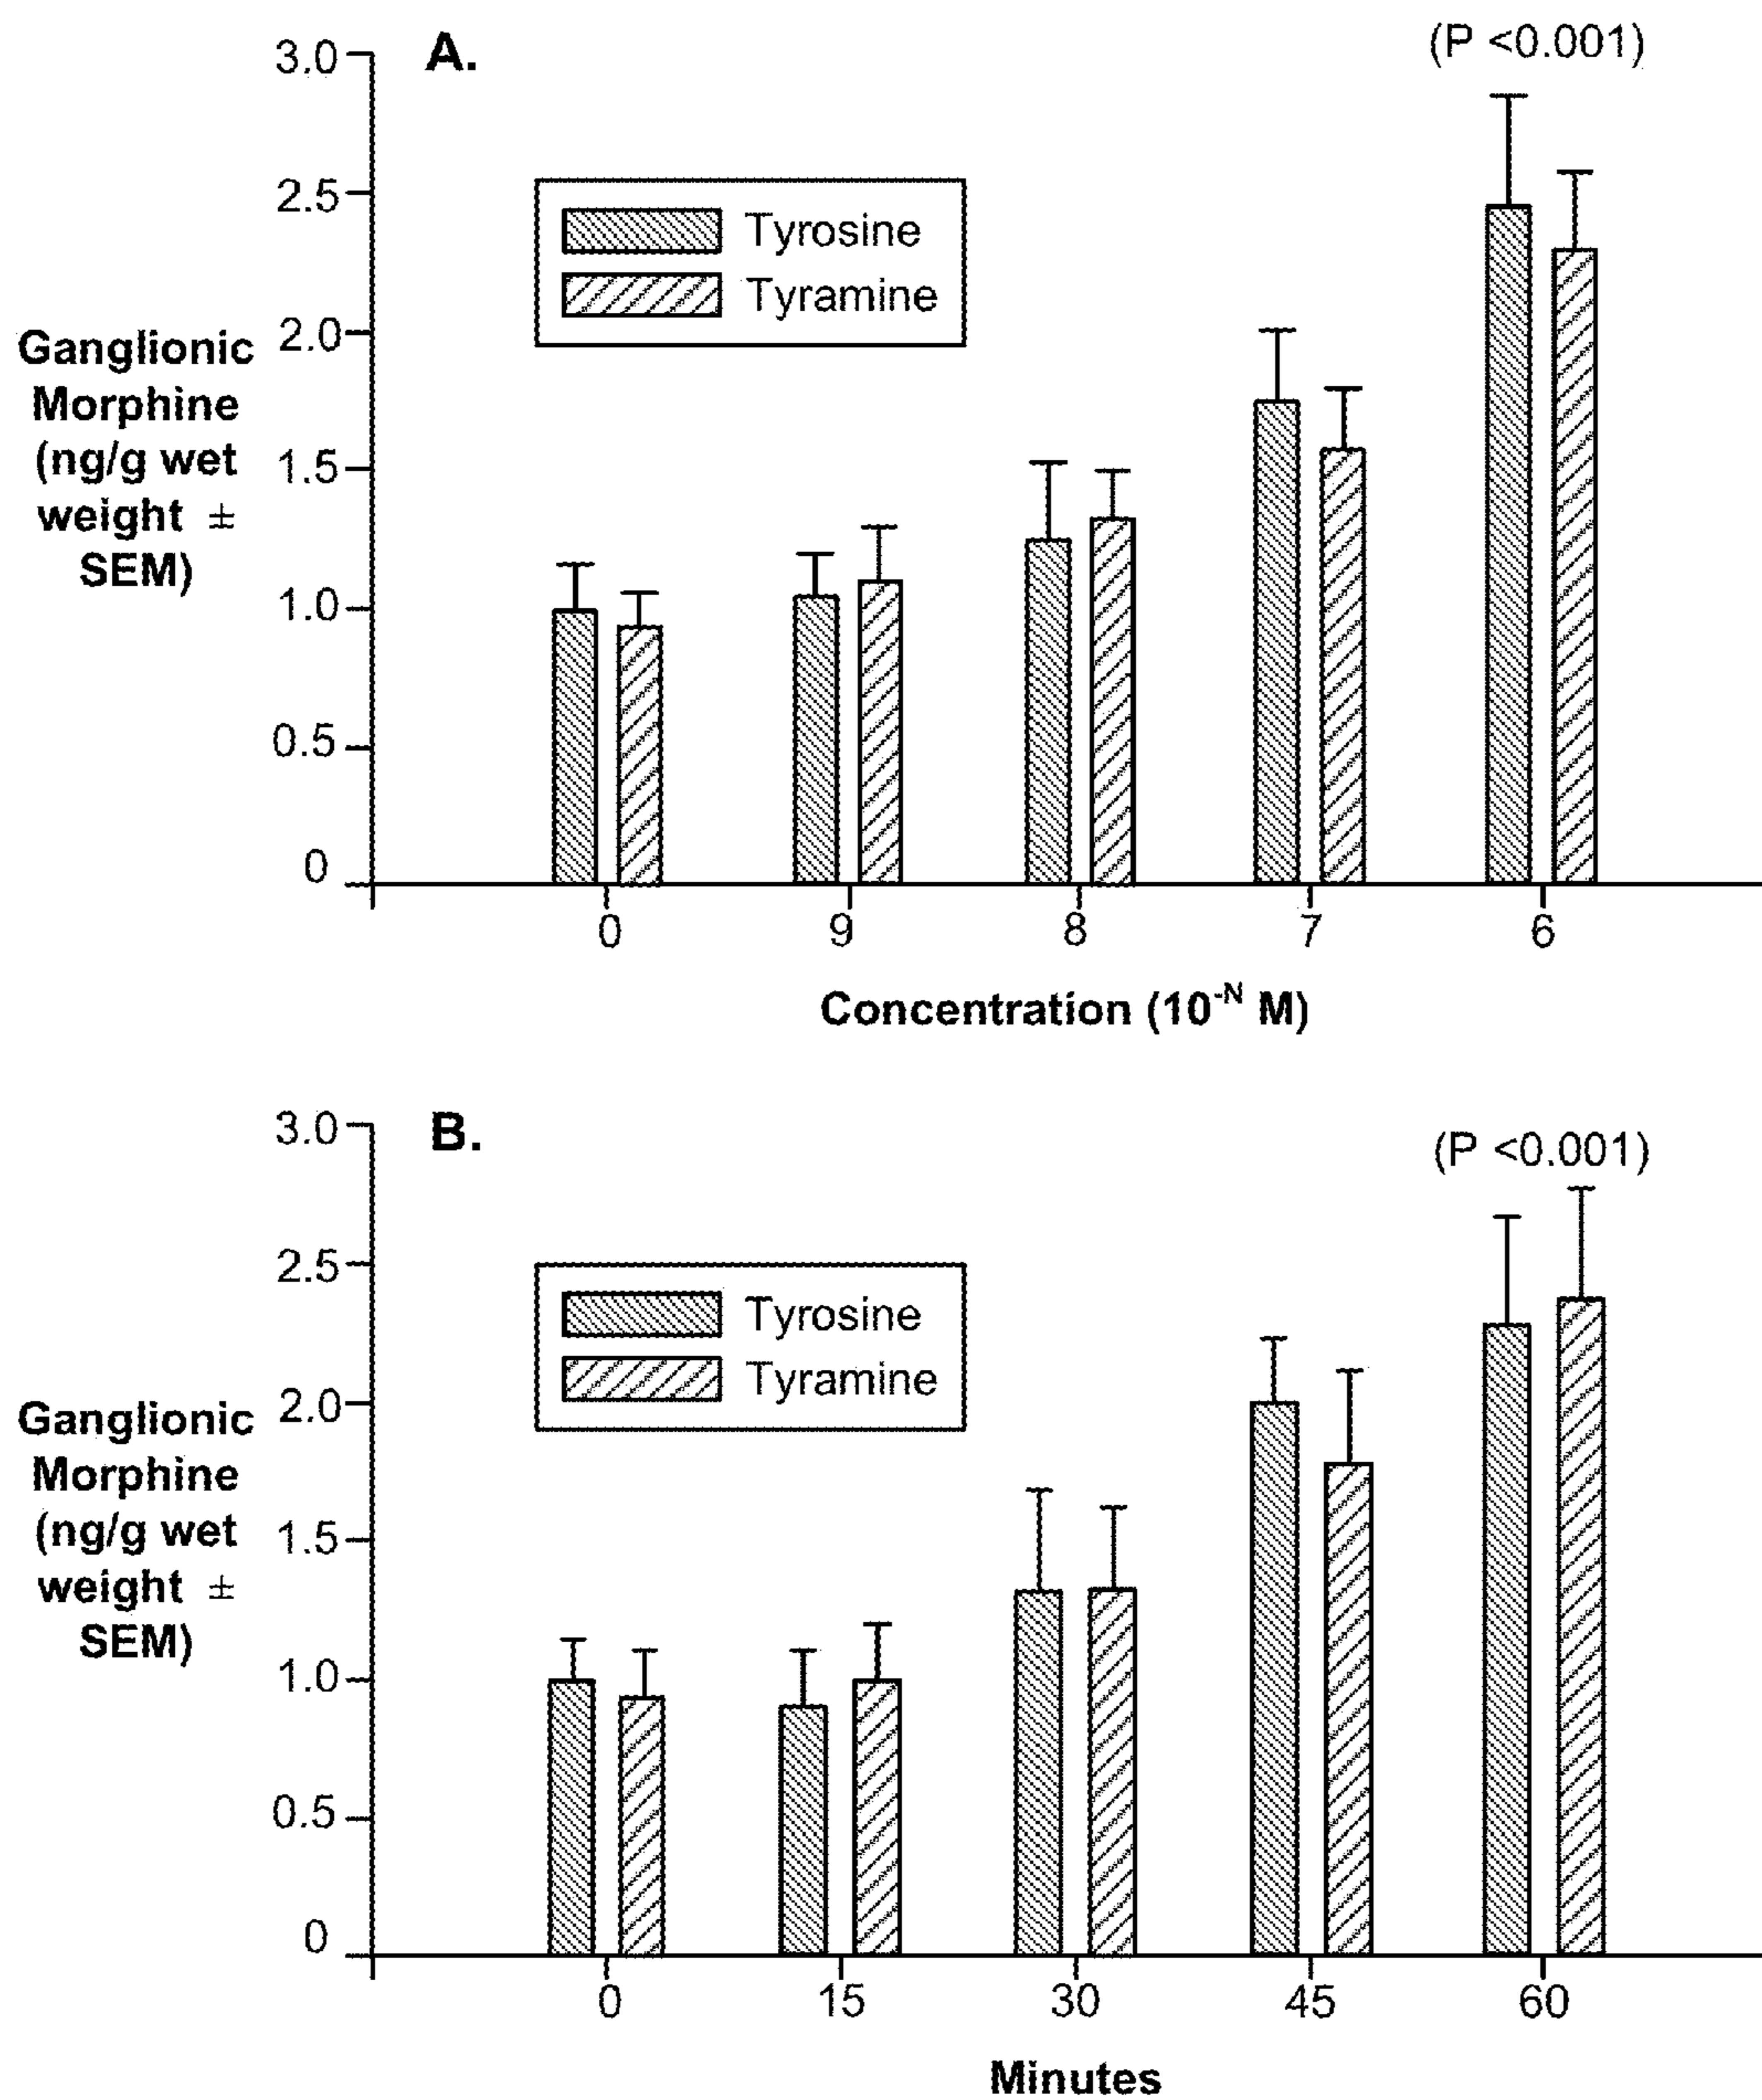 A.
(P <0.001)
3.0
2.5
2.0
1.5
1.0
0.5
0
Tyrosine
Tyramine
Ganglionic
Morphine
(ng/g wet
weight ±
SEM)
0 9 8 7 6
Concentration (10⁻ᴺ M)
B.
(P <0.001)
3.0
2.5
2.0
1.5
1.0
0.5
0
Tyrosine
Tyramine
Ganglionic
Morphine
(ng/g wet
weight ±
SEM)
0 15 30 45 60
Minutes